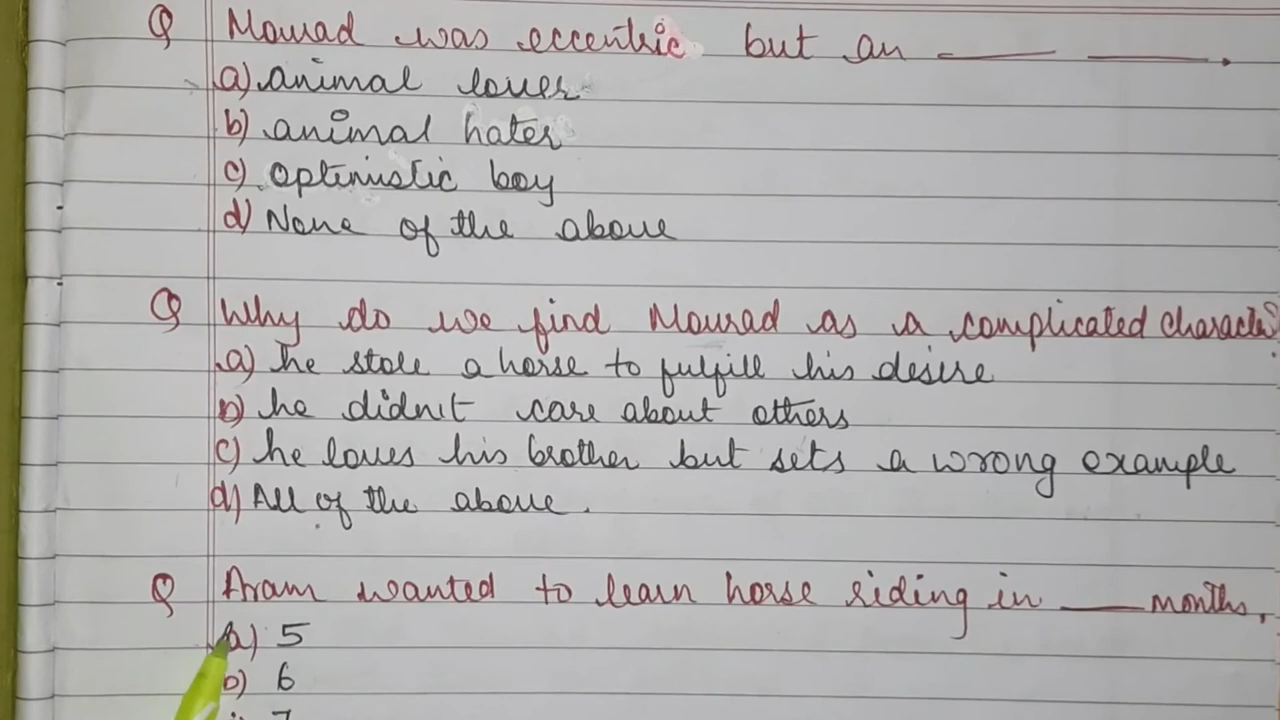 Q Mourad was eccentric but an ___ ___.
a) animal lover
b) animal hater
c) optimistic boy
d) None of the above
Q Why do we find Mourad as a complicated character?
a) he stole a horse to fulfill his desire
b) he didn't care about others
c) he loves his brother but sets a wrong example
d) All of the above.
Q Aram wanted to learn horse riding in ___ months.
a) 5
b) 6
7